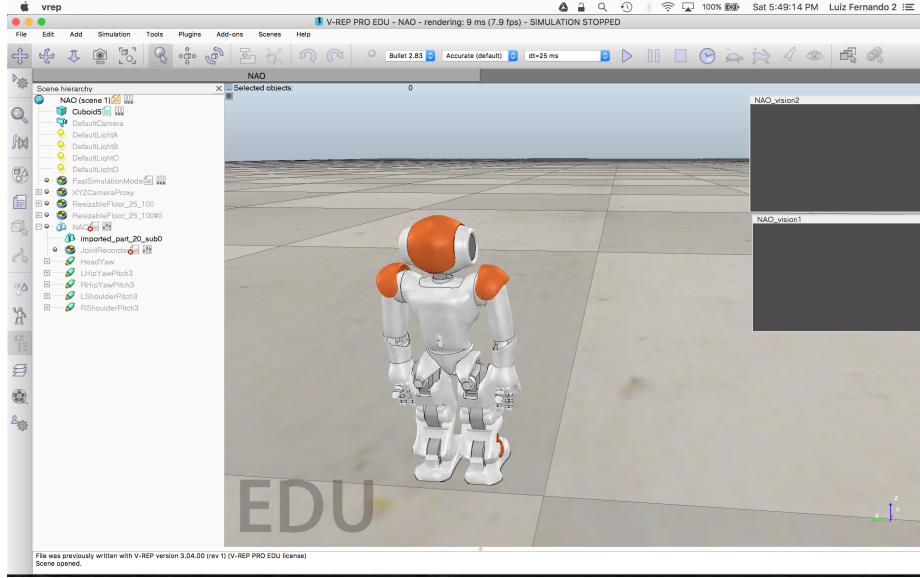 vrep 100% Sat 5:49:14 PM Luiz Fernando 2
V-REP PRO EDU - NAO - rendering: 9 ms (7.9 fps) - SIMULATION STOPPED
File Edit Add Simulation Tools Plugins Add-ons Scenes Help
Bullet 2.83 Accurate (default) dt=25 ms
NAO
Scene hierarchy
Selected objects: 0
NAO (scene 1)
Cuboid5
DefaultCamera
DefaultLightA
DefaultLightB
DefaultLightC
DefaultLightD
FastSimulationMode
XYZCameraProxy
ResizableFloor_25_100
ResizableFloor_25_100#0
NAO
imported_part_20_sub0
JointRecorder
HeadYaw
LHipYawPitch3
RHipYawPitch3
LShoulderPitch3
RShoulderPitch3
NAO_vision2
NAO_vision1
EDU
z
x
y
File was previously written with V-REP version 3.04.00 (rev 1) (V-REP PRO EDU license)
Scene opened.